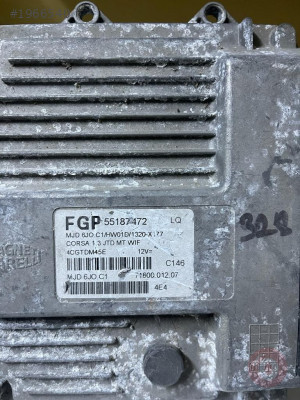 FGP 55187472 LQ
MJD 6JO.C1/HW01D/1320-X177
CORSA 1.3 JTD MT WIF
4CGTDM45E 12V=
C146
MJD 6JO.C1 71600.012.07
4E4
328